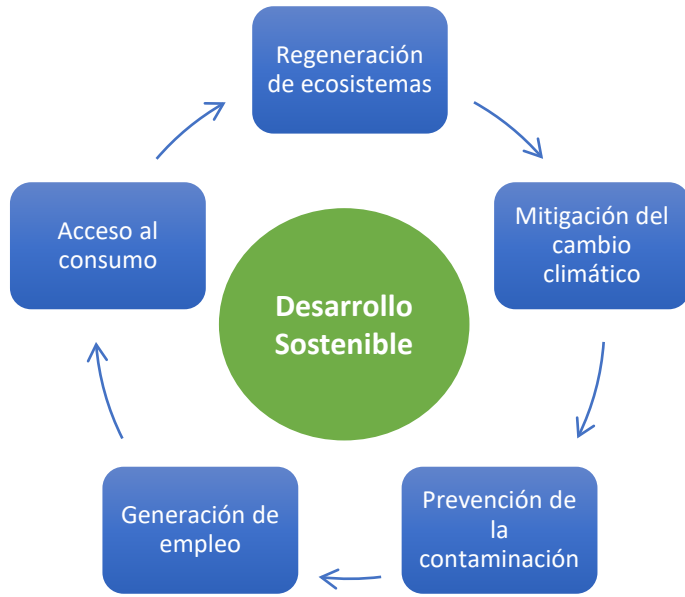 Regeneración
de ecosistemas
Mitigación del
cambio
climático
Prevención de
la
contaminación
Generación de
empleo
Acceso al
consumo
Desarrollo
Sostenible